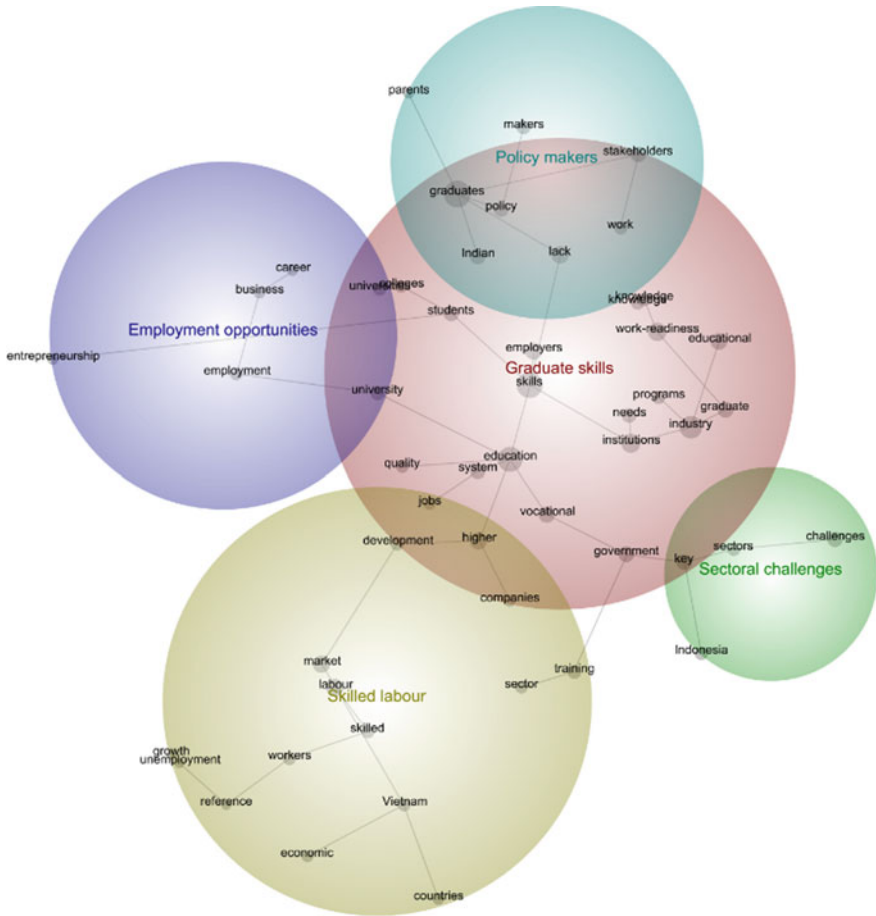 parents
makers
stakeholders
Policy makers
graduates
policy
work
Indian
lack
career
business
universities
colleges
knowledge
knowledge
students
Employment opportunities
work-readiness
educational
entrepreneurship
employers
employment
Graduate skills
skills
university
programs
graduate
needs
industry
institutions
education
quality
system
jobs
vocational
development
higher
government
sectors
challenges
key
Sectoral challenges
companies
Indonesia
market
training
labour
sector
Skilled labour
skilled
growth
unemployment
workers
reference
Vietnam
economic
countries